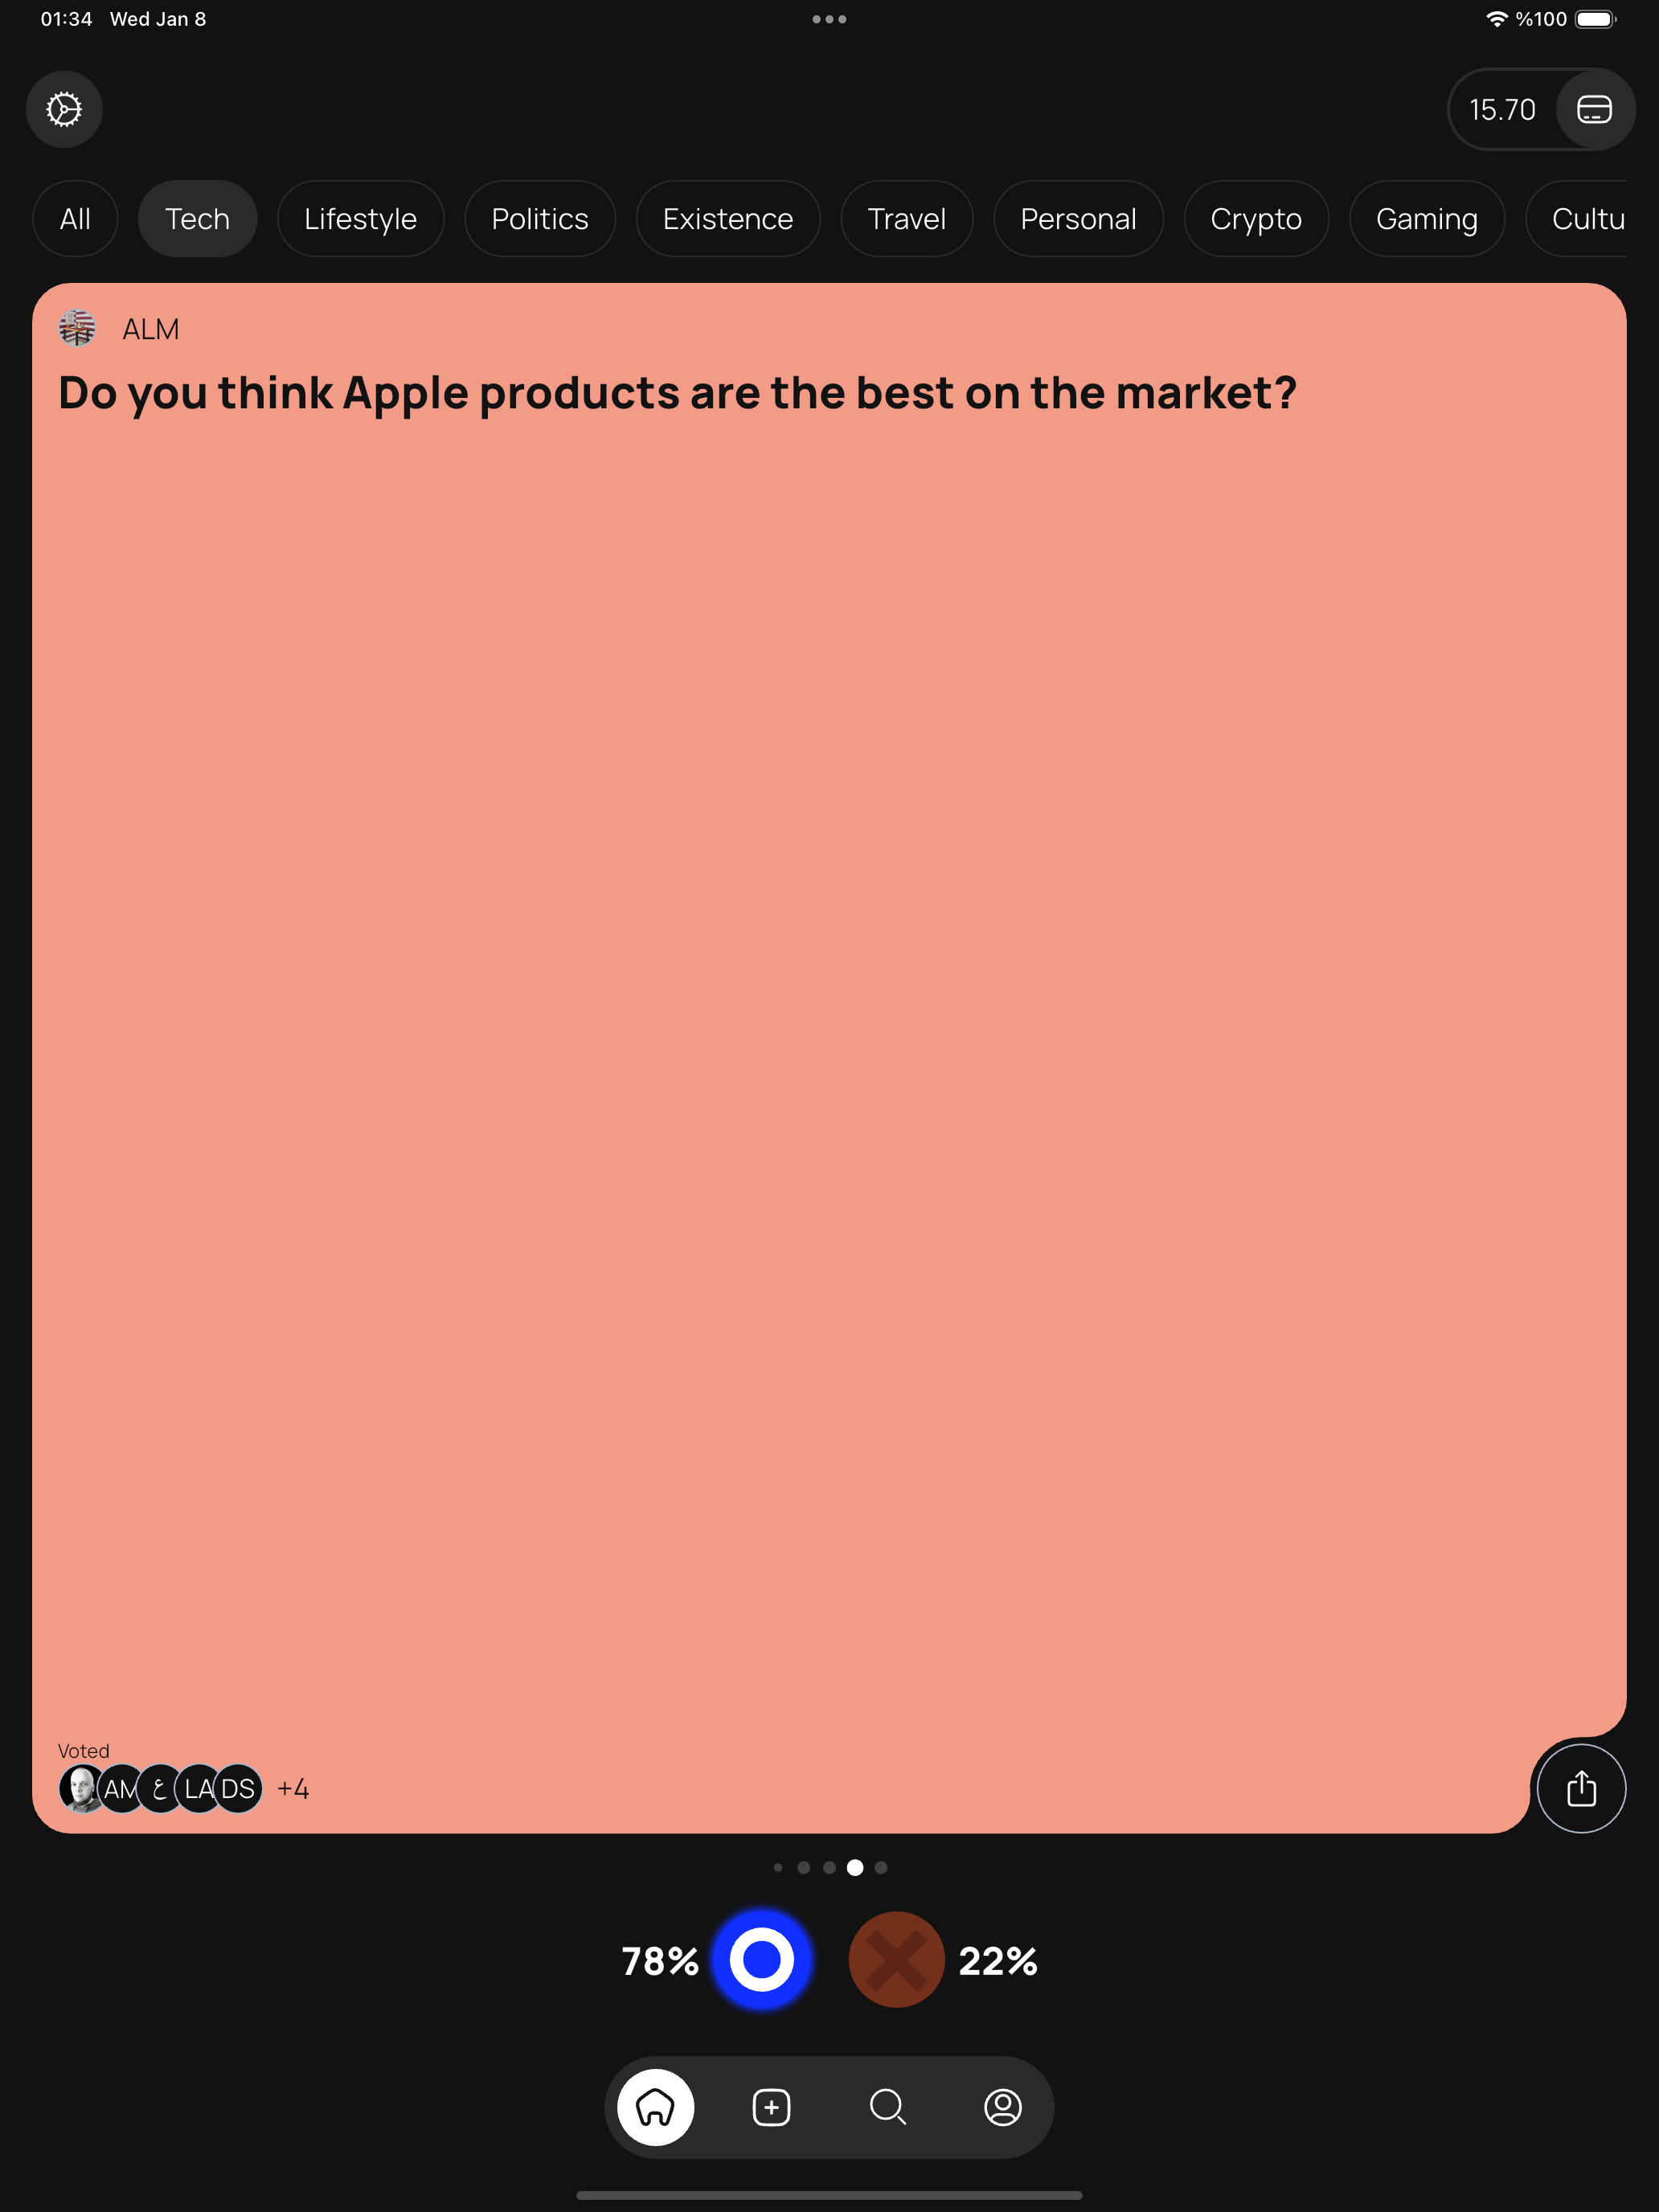 01:34 Wed Jan 8
%100
15.70
All Tech Lifestyle Politics Existence Travel Personal Crypto Gaming Cultu
ALM
Do you think Apple products are the best on the market?
Voted
AM ع LA DS +4
78% 22%